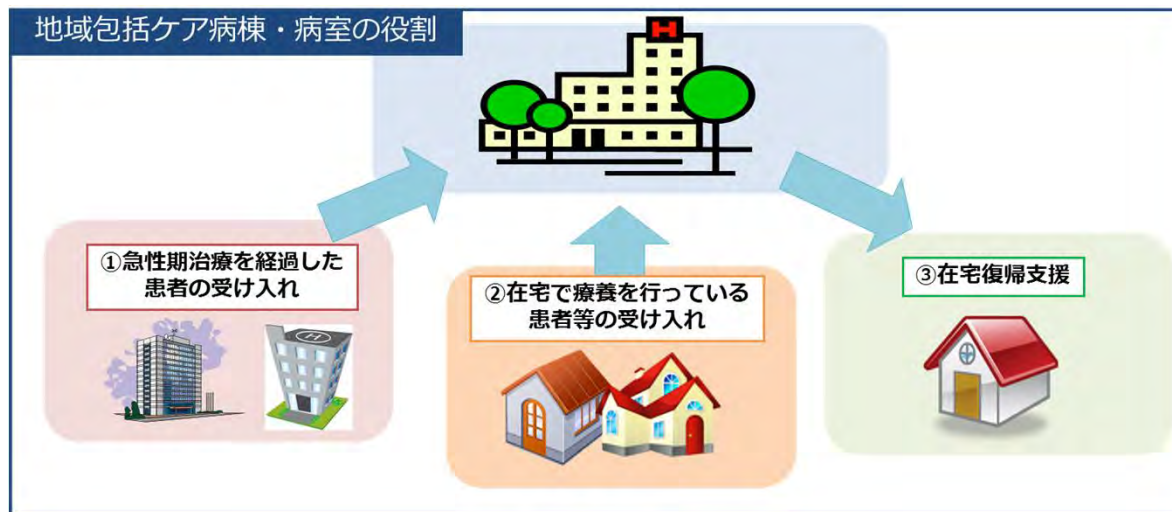 地域包括ケア病棟・病室の役割
H
①急性期治療を経過した
患者の受け入れ
H
②在宅で療養を行っている
患者等の受け入れ
③在宅復帰支援